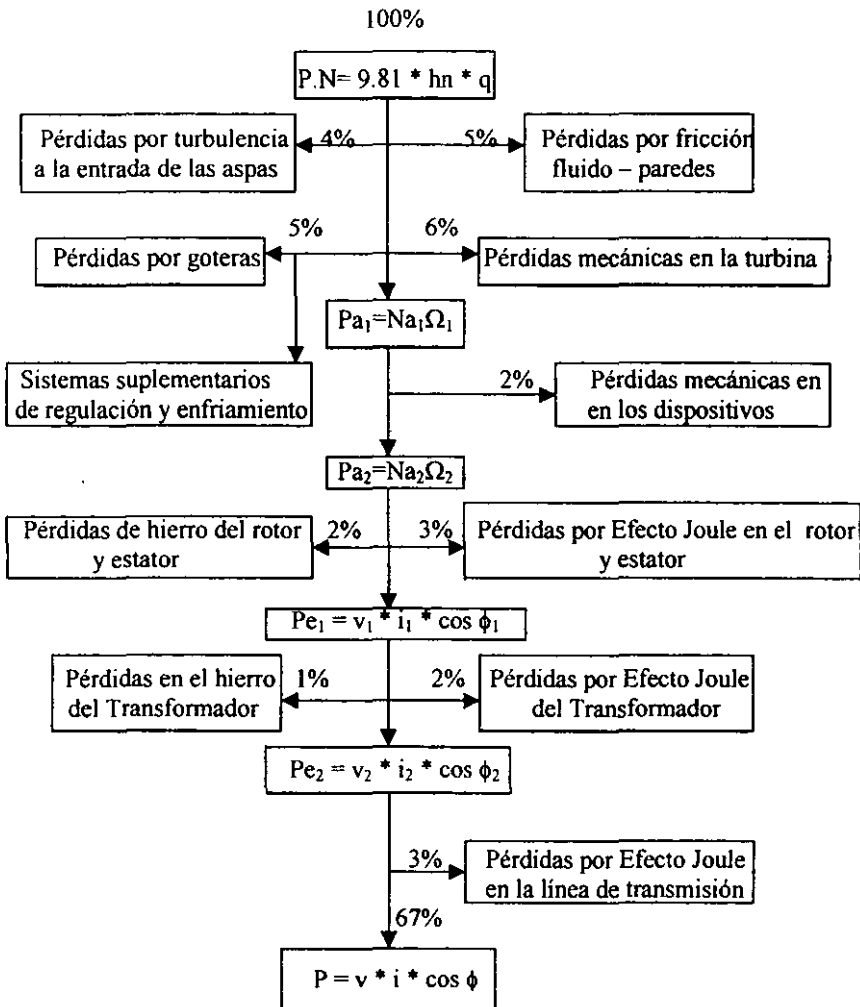 100%
P.N= 9.81 * hn * q
Pérdidas por turbulencia
a la entrada de las aspas
4%
5%
Pérdidas por fricción
fluido – paredes
5%
6%
Pérdidas por goteras
Pérdidas mecánicas en la turbina
Pa₁=Na₁Ω₁
Sistemas suplementarios
de regulación y enfriamiento
2%
Pérdidas mecánicas en
en los dispositivos
Pa₂=Na₂Ω₂
Pérdidas de hierro del rotor
y estator
2%
3%
Pérdidas por Efecto Joule en el rotor
y estator
Pe₁ = v₁ * i₁ * cos ϕ₁
Pérdidas en el hierro
del Transformador
1%
2%
Pérdidas por Efecto Joule
del Transformador
Pe₂ = v₂ * i₂ * cos ϕ₂
3%
Pérdidas por Efecto Joule
en la línea de transmisión
67%
P = v * i * cos ϕ